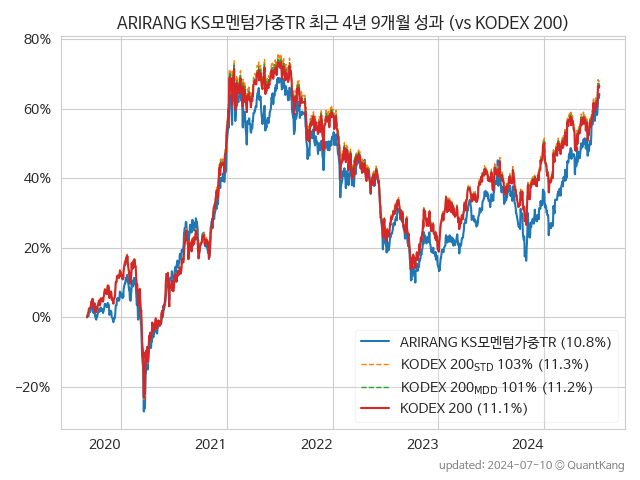 ARIRANG KS모멘텀가중TR 최근 4년 9개월 성과 (vs KODEX 200)
80%
60%
40%
20%
0%
−20%
ARIRANG KS모멘텀가중TR (10.8%)
KODEX 200STD 103% (11.3%)
KODEX 200MDD 101% (11.2%)
KODEX 200 (11.1%)
2020 2021 2022 2023 2024
updated: 2024-07-10 © QuantKang